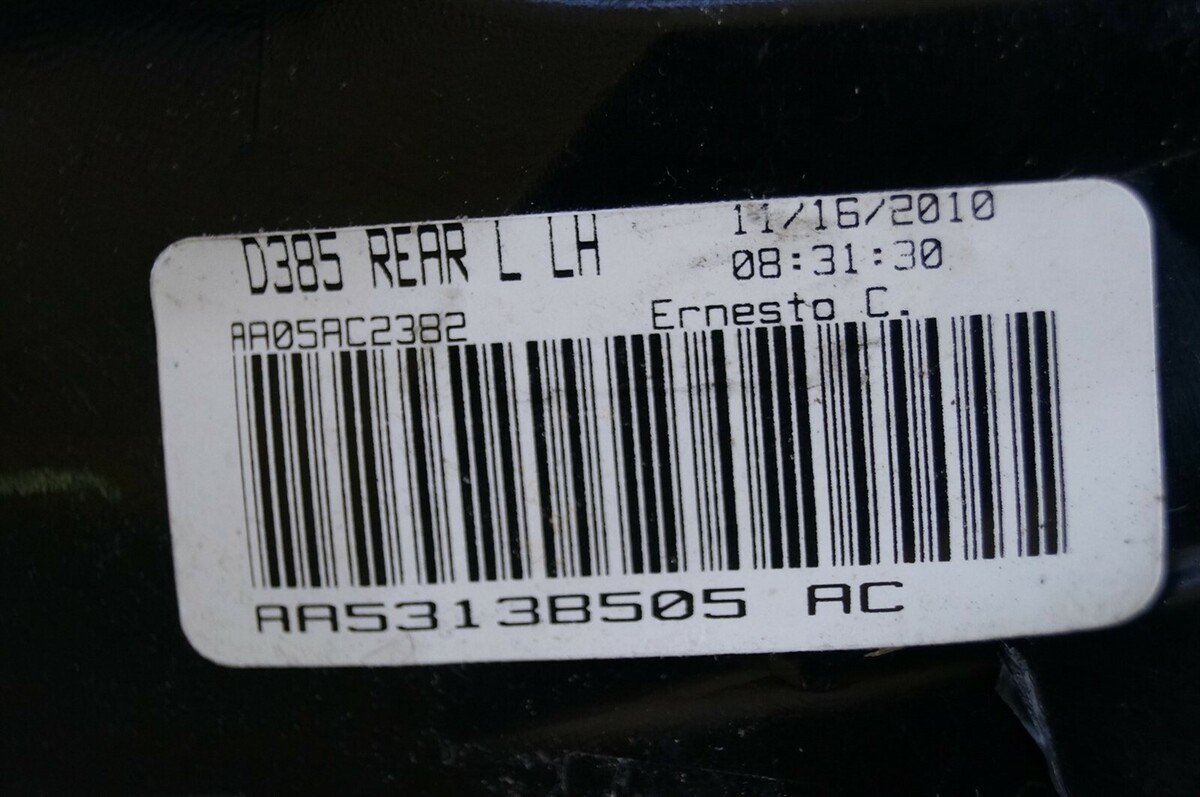 D385 REAR L LH
11/16/2010
08:31:30
AA05AC2382
Ernesto C.
AA5313B505 AC